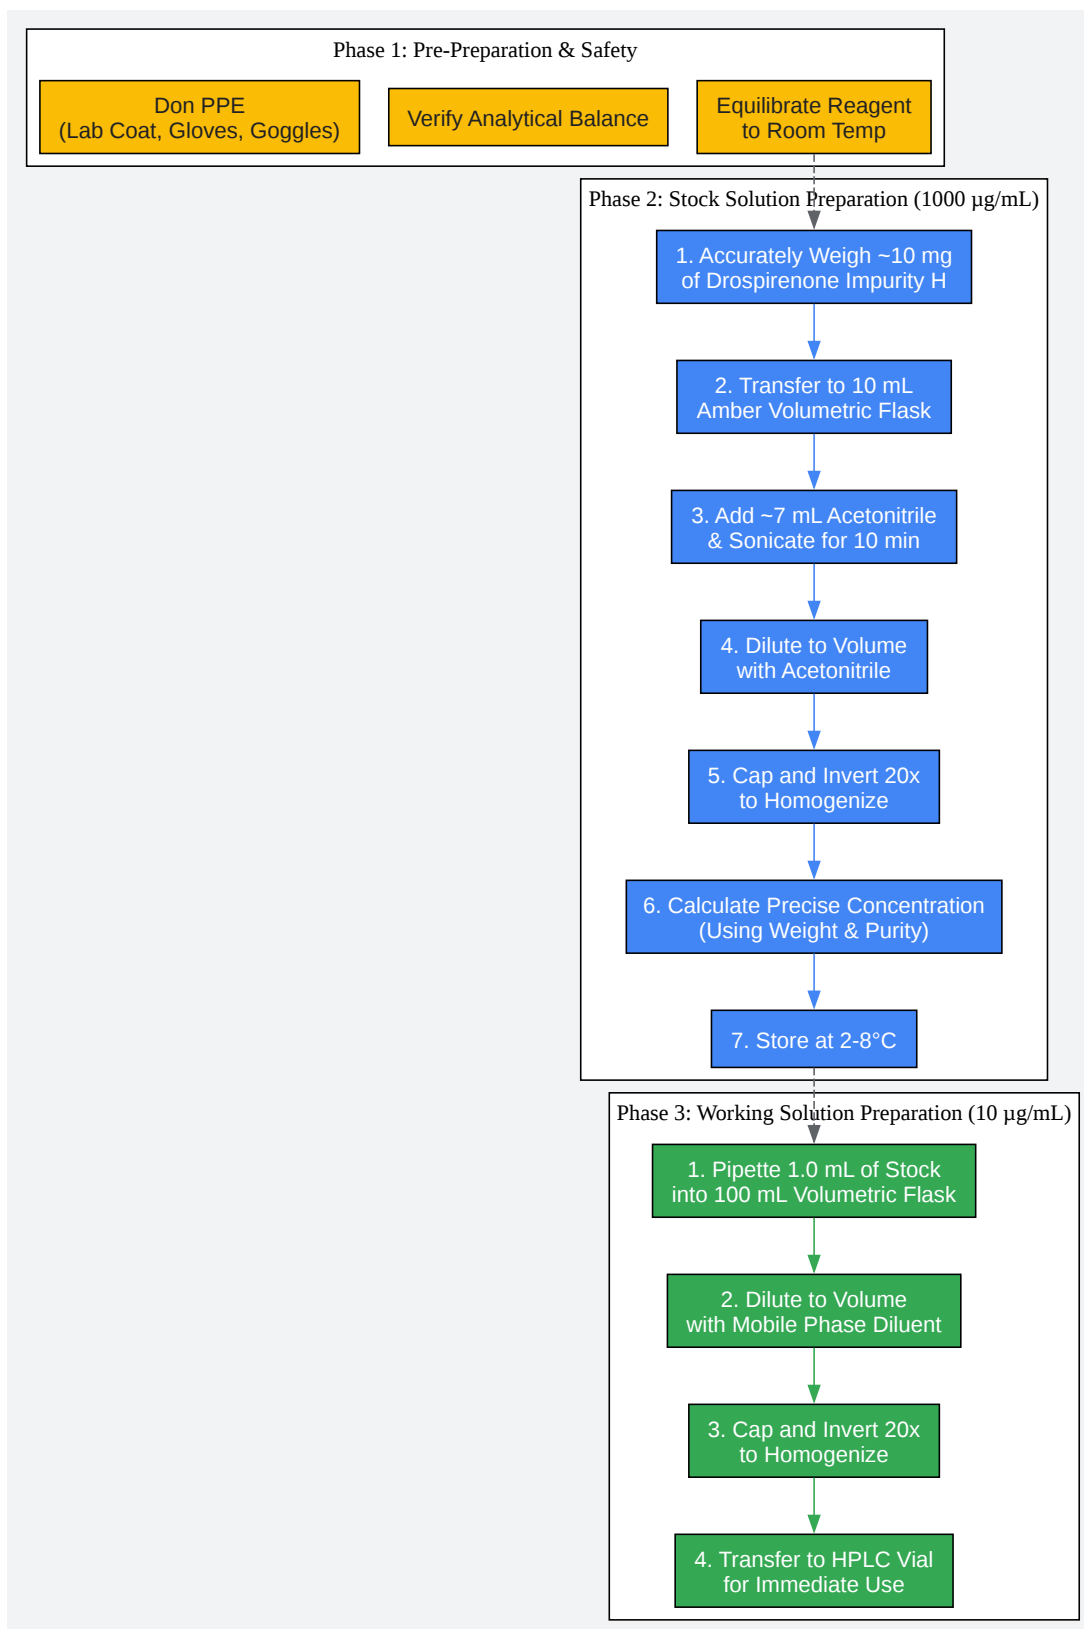 Phase 1: Pre-Preparation & Safety
Don PPE
(Lab Coat, Gloves, Goggles)
Verify Analytical Balance
Equilibrate Reagent
to Room Temp
Phase 2: Stock Solution Preparation (1000 µg/mL)
1. Accurately Weigh ~10 mg
of Drospirenone Impurity H
2. Transfer to 10 mL
Amber Volumetric Flask
3. Add ~7 mL Acetonitrile
& Sonicate for 10 min
4. Dilute to Volume
with Acetonitrile
5. Cap and Invert 20x
to Homogenize
6. Calculate Precise Concentration
(Using Weight & Purity)
7. Store at 2-8°C
Phase 3: Working Solution Preparation (10 µg/mL)
1. Pipette 1.0 mL of Stock
into 100 mL Volumetric Flask
2. Dilute to Volume
with Mobile Phase Diluent
3. Cap and Invert 20x
to Homogenize
4. Transfer to HPLC Vial
for Immediate Use